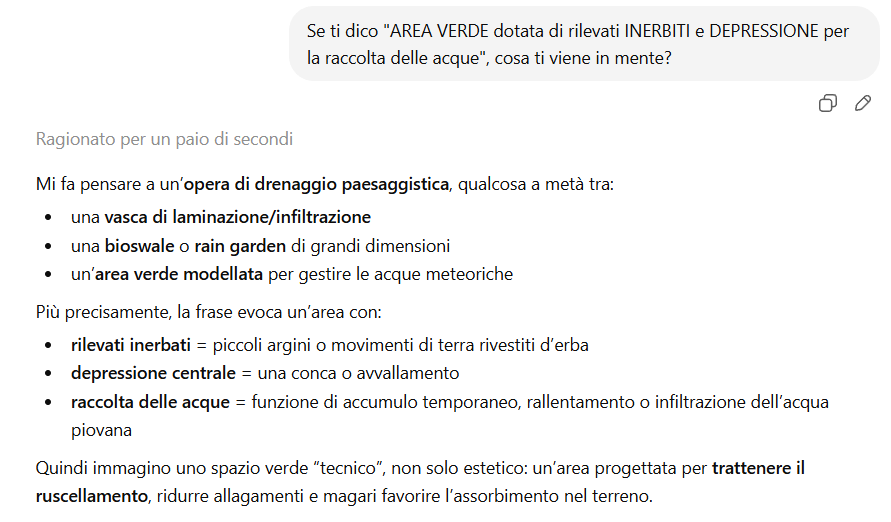 Se ti dico "AREA VERDE dotata di rilevati INERBITI e DEPRESSIONE per
la raccolta delle acque", cosa ti viene in mente?
Ragionato per un paio di secondi
Mi fa pensare a un’opera di drenaggio paesaggistica, qualcosa a metà tra:
• una vasca di laminazione/infiltrazione
• una bioswale o rain garden di grandi dimensioni
• un’area verde modellata per gestire le acque meteoriche
Più precisamente, la frase evoca un’area con:
• rilevati inerbati = piccoli argini o movimenti di terra rivestiti d’erba
• depressione centrale = una conca o avvallamento
• raccolta delle acque = funzione di accumulo temporaneo, rallentamento o infiltrazione dell’acqua
piovana
Quindi immagino uno spazio verde “tecnico”, non solo estetico: un’area progettata per trattenere il
ruscellamento, ridurre allagamenti e magari favorire l’assorbimento nel terreno.